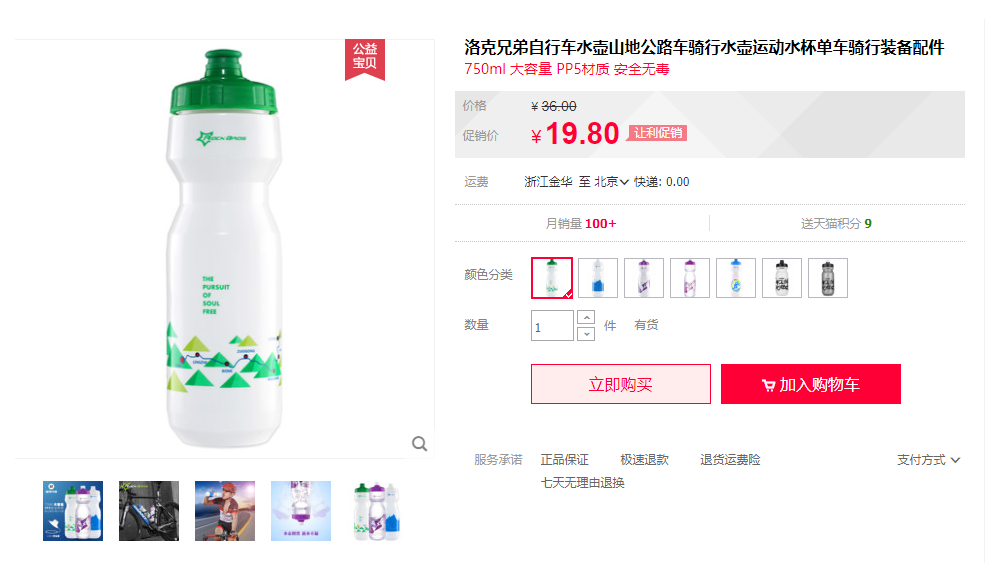 公益
宝贝
ROCK BROS
THE
PURSUIT
OF
SOUL
FREE
洛克兄弟自行车水壶山地公路车骑行水壶运动水杯单车骑行装备配件
750ml 大容量 PP5材质 安全无毒
价格 ¥ 36.00
促销价 ¥ 19.80 让利促销
运费 浙江金华 至 北京 快递: 0.00
月销量 100+ 送天猫积分 9
颜色分类
数量 1 件 有货
立即购买 加入购物车
服务承诺 正品保证 极速退款 退货运费险 支付方式
七天无理由退换